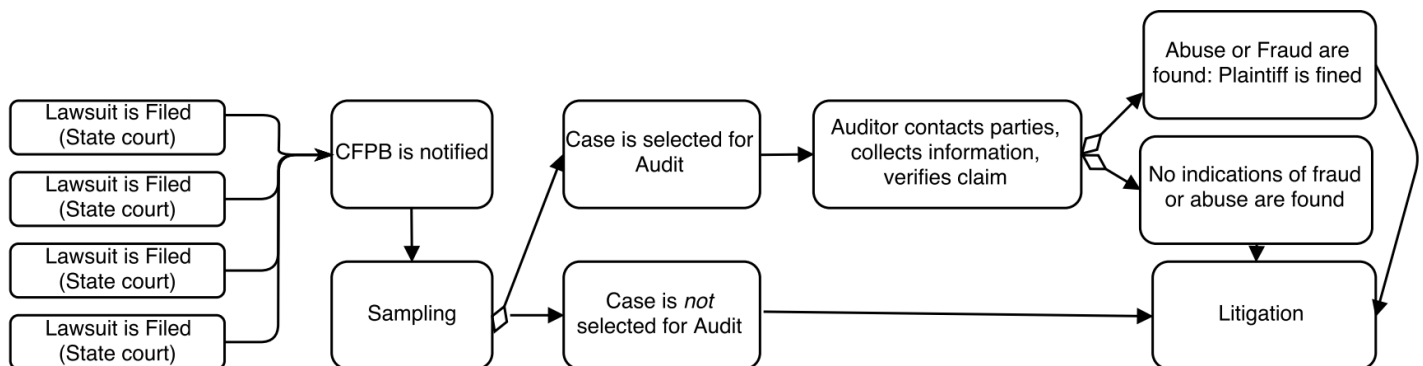 Lawsuit is Filed
(State court)
Lawsuit is Filed
(State court)
Lawsuit is Filed
(State court)
Lawsuit is Filed
(State court)
CFPB is notified
Sampling
Case is selected for
Audit
Case is not
selected for Audit
Auditor contacts parties,
collects information,
verifies claim
Abuse or Fraud are
found: Plaintiff is fined
No indications of fraud
or abuse are found
Litigation